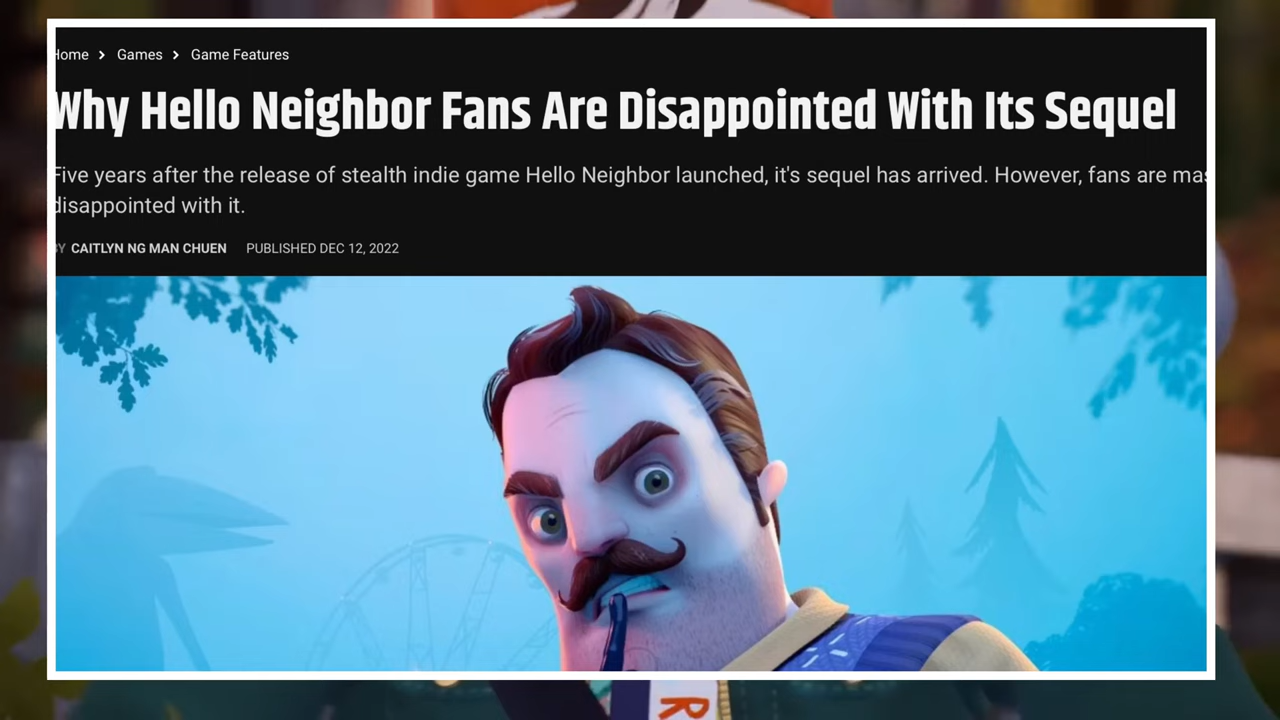 Home > Games > Game Features
Why Hello Neighbor Fans Are Disappointed With Its Sequel
Five years after the release of stealth indie game Hello Neighbor launched, it's sequel has arrived. However, fans are mas
disappointed with it.
BY CAITLYN NG MAN CHUEN PUBLISHED DEC 12, 2022
R